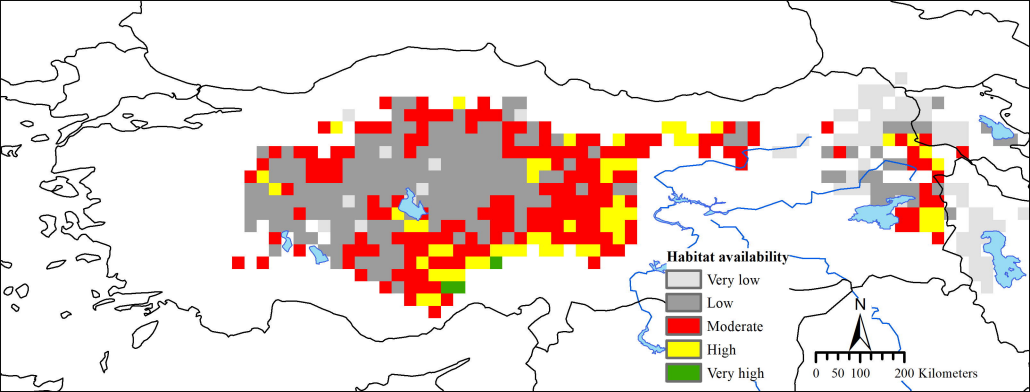 Habitat availability
Very low
Low
Moderate
High
Very high
N
0 50 100 200 Kilometers